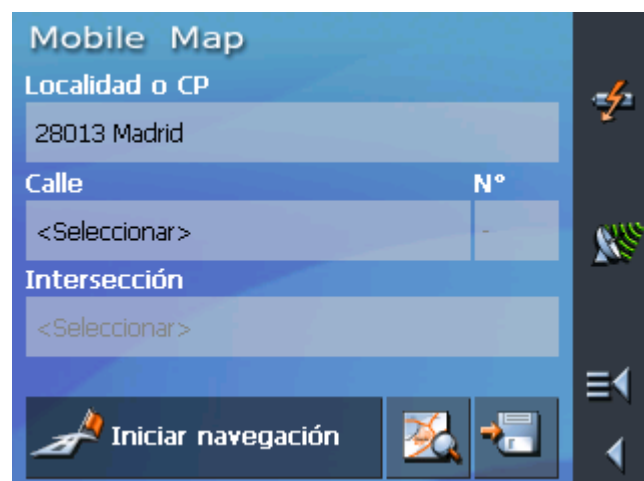 Mobile Map
Localidad o CP
28013 Madrid
Calle N°
<Seleccionar> -
Intersección
<Seleccionar>
Iniciar navegación